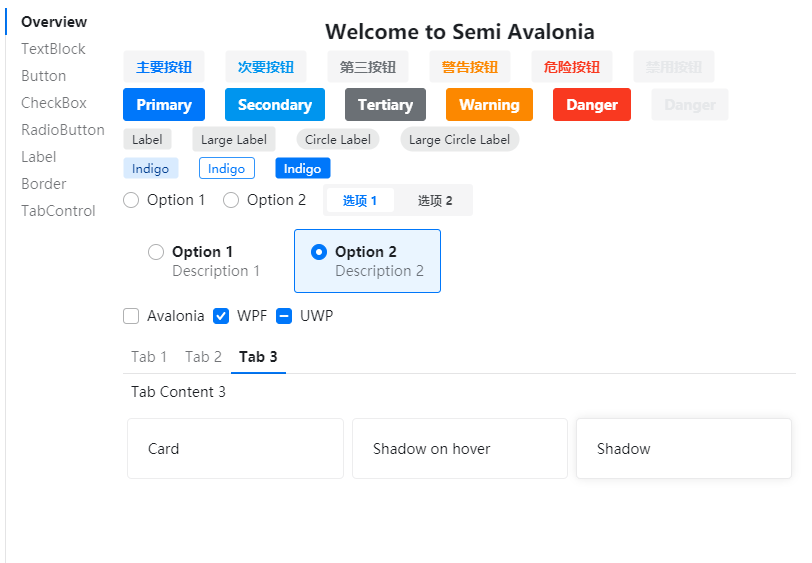 Overview
TextBlock
Button
CheckBox
RadioButton
Label
Border
TabControl
Welcome to Semi Avalonia
主要按钮 次要按钮 第三按钮 警告按钮 危险按钮 禁用按钮
Primary Secondary Tertiary Warning Danger Danger
Label Large Label Circle Label Large Circle Label
Indigo Indigo Indigo
Option 1 Option 2 选项 1 选项 2
Option 1 Option 2
Description 1 Description 2
Avalonia WPF UWP
Tab 1 Tab 2 Tab 3
Tab Content 3
Card Shadow on hover Shadow